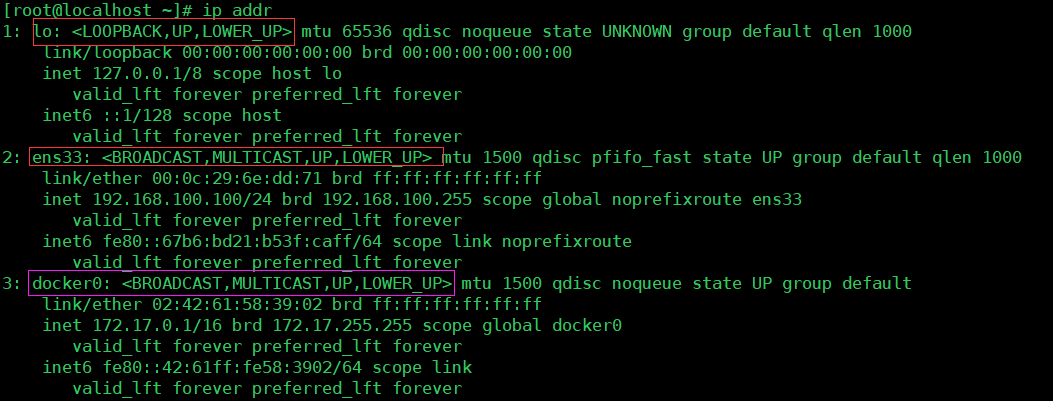 [root@localhost ~]# ip addr
1: lo: <LOOPBACK,UP,LOWER_UP> mtu 65536 qdisc noqueue state UNKNOWN group default qlen 1000
link/loopback 00:00:00:00:00:00 brd 00:00:00:00:00:00
inet 127.0.0.1/8 scope host lo
valid_lft forever preferred_lft forever
inet6 ::1/128 scope host
valid_lft forever preferred_lft forever
2: ens33: <BROADCAST,MULTICAST,UP,LOWER_UP> mtu 1500 qdisc pfifo_fast state UP group default qlen 1000
link/ether 00:0c:29:6e:dd:71 brd ff:ff:ff:ff:ff:ff
inet 192.168.100.100/24 brd 192.168.100.255 scope global noprefixroute ens33
valid_lft forever preferred_lft forever
inet6 fe80::67b6:bd21:b53f:caff/64 scope link noprefixroute
valid_lft forever preferred_lft forever
3: docker0: <BROADCAST,MULTICAST,UP,LOWER_UP> mtu 1500 qdisc noqueue state UP group default
link/ether 02:42:61:58:39:02 brd ff:ff:ff:ff:ff:ff
inet 172.17.0.1/16 brd 172.17.255.255 scope global docker0
valid_lft forever preferred_lft forever
inet6 fe80::42:61ff:fe58:3902/64 scope link
valid_lft forever preferred_lft forever